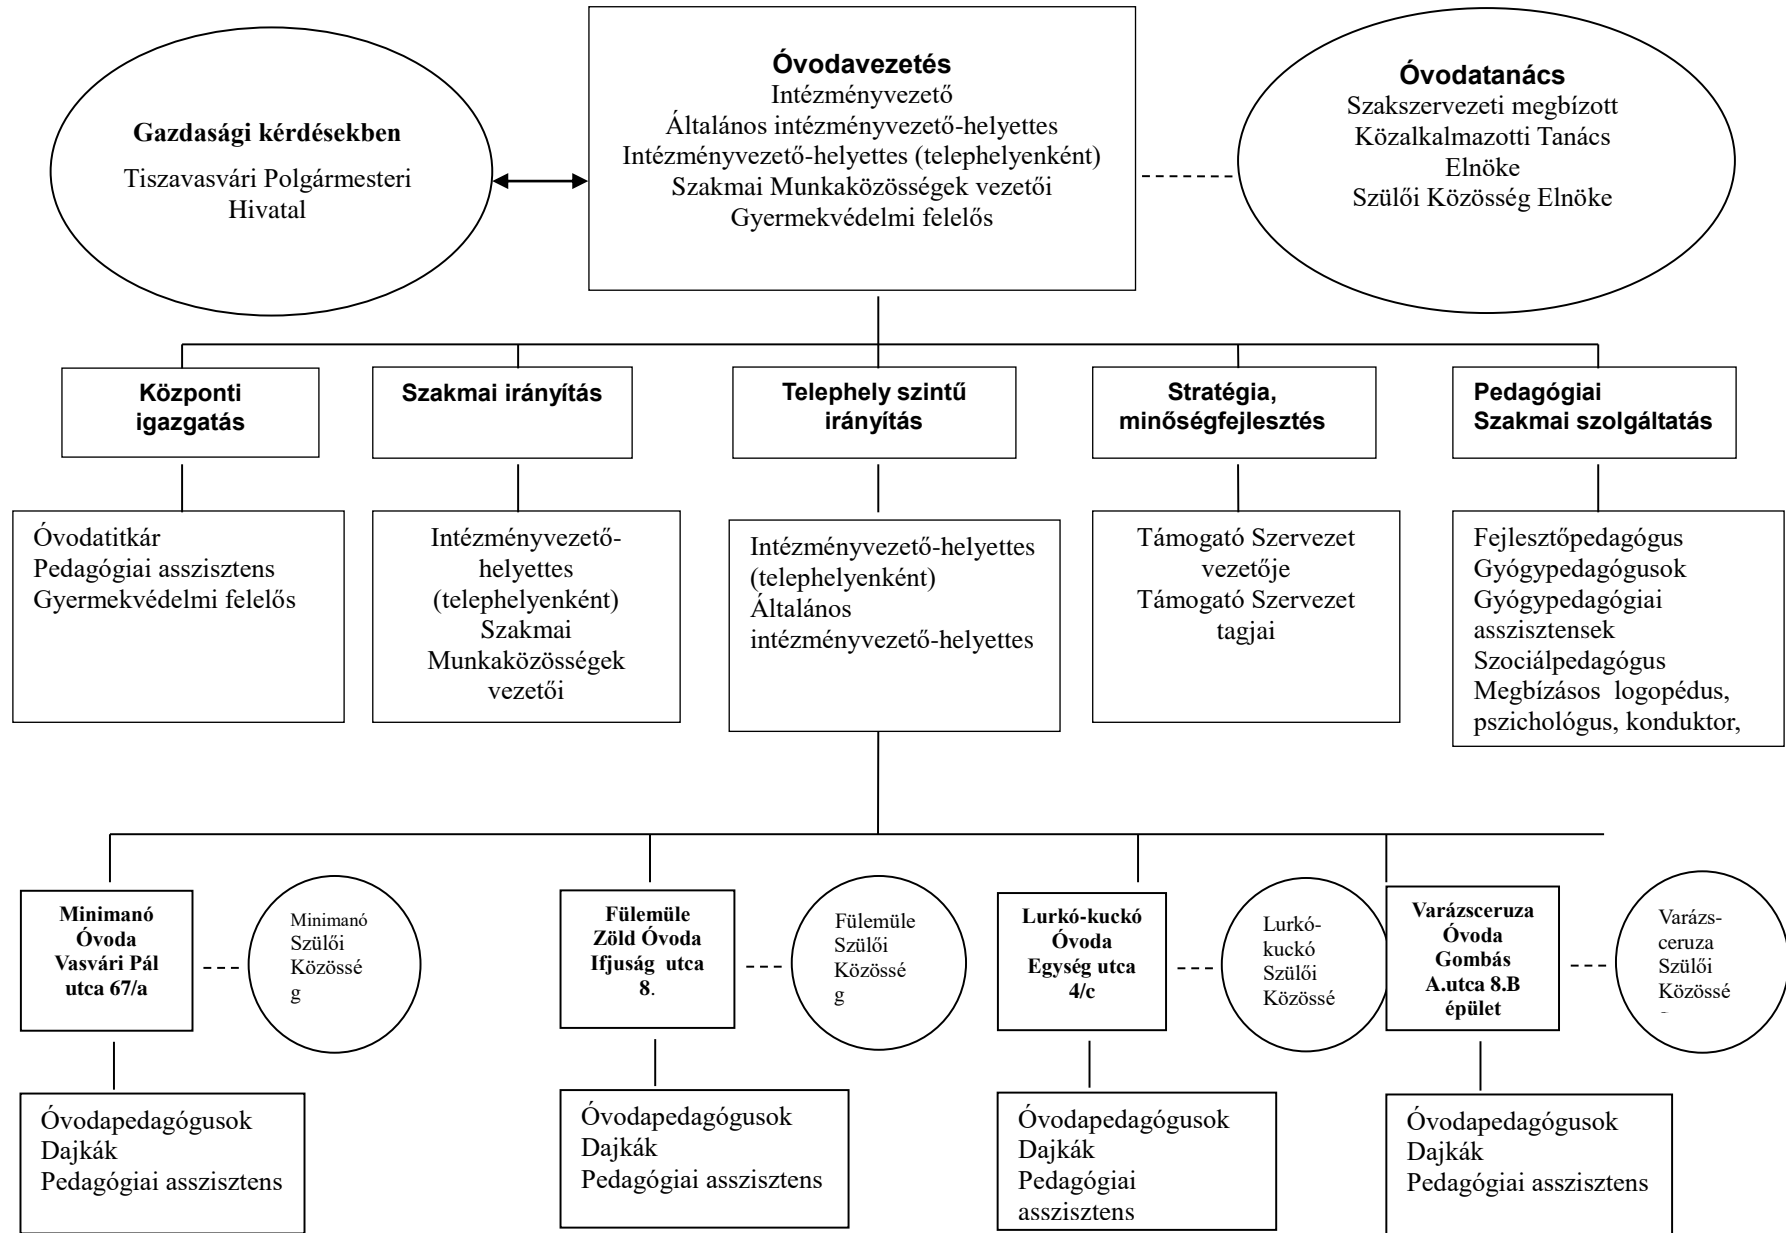 Gazdasági kérdésekben
Tiszavasvári Polgármesteri
Hivatal
Óvodavezetés
Intézményvezető
Általános intézményvezető-helyettes
Intézményvezető-helyettes (telephelyenként)
Szakmai Munkaközösségek vezetői
Gyermekvédelmi felelős
Óvodatanács
Szakszervezeti megbízott
Közalkalmazotti Tanács
Elnöke
Szülői Közösség Elnöke
Központi
igazgatás
Szakmai irányítás
Telephely szintű
irányítás
Stratégia,
minőségfejlesztés
Pedagógiai
Szakmai szolgáltatás
Óvodatitkár
Pedagógiai asszisztens
Gyermekvédelmi felelős
Intézményvezető-
helyettes
(telephelyenként)
Szakmai
Munkaközösségek
vezetői
Intézményvezető-helyettes
(telephelyenként)
Általános
intézményvezető-helyettes
Támogató Szervezet
vezetője
Támogató Szervezet
tagjai
Fejlesztőpedagógus
Gyógypedagógusok
Gyógypedagógiai
asszisztensek
Szociálpedagógus
Megbízásos  logopédus,
pszichológus, konduktor,
Minimanó
Óvoda
Vasvári Pál
utca 67/a
Minimanó
Szülői
Közössé
g
Fülemüle
Zöld Óvoda
Ifjuság  utca
8.
Fülemüle
Szülői
Közössé
g
Lurkó-kuckó
Óvoda
Egység utca
4/c
Lurkó-
kuckó
Szülői
Közössé
Varázsceruza
Óvoda
Gombás
A.utca 8.B
épület
Varázs-
ceruza
Szülői
Közössé
Óvodapedagógusok
Dajkák
Pedagógiai asszisztens
Óvodapedagógusok
Dajkák
Pedagógiai asszisztens
Óvodapedagógusok
Dajkák
Pedagógiai
asszisztens
Óvodapedagógusok
Dajkák
Pedagógiai asszisztens